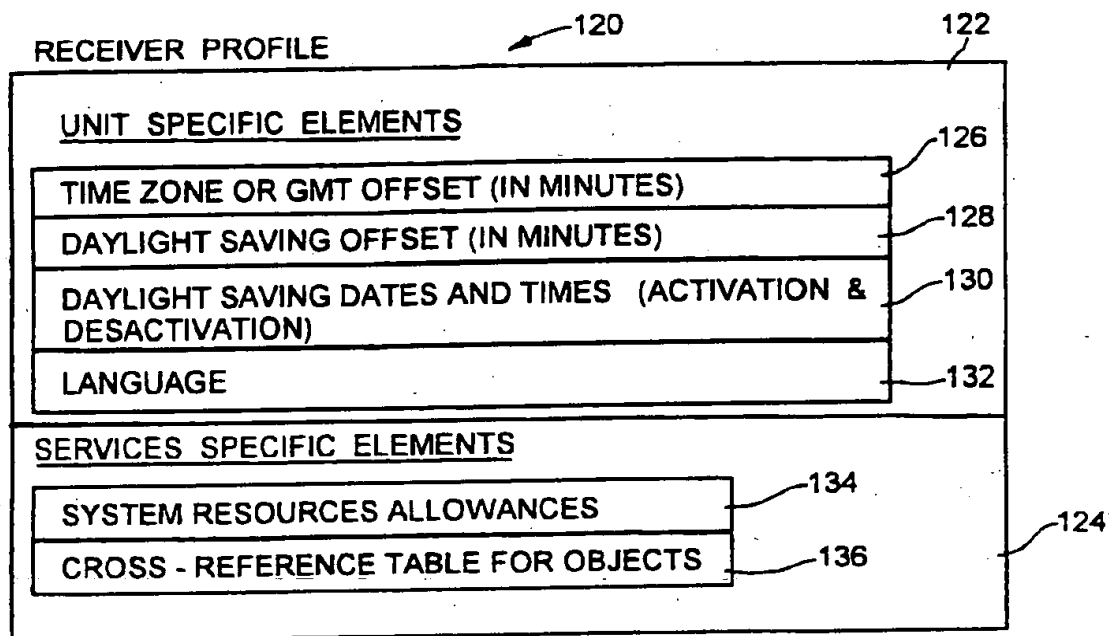 120
122
RECEIVER PROFILE
UNIT SPECIFIC ELEMENTS
126
TIME ZONE OR GMT OFFSET (IN MINUTES)
128
DAYLIGHT SAVING OFFSET (IN MINUTES)
130
DAYLIGHT SAVING DATES AND TIMES (ACTIVATION &
DESACTIVATION)
LANGUAGE
132
SERVICES SPECIFIC ELEMENTS
134
SYSTEM RESOURCES ALLOWANCES
124
CROSS - REFERENCE TABLE FOR OBJECTS
136